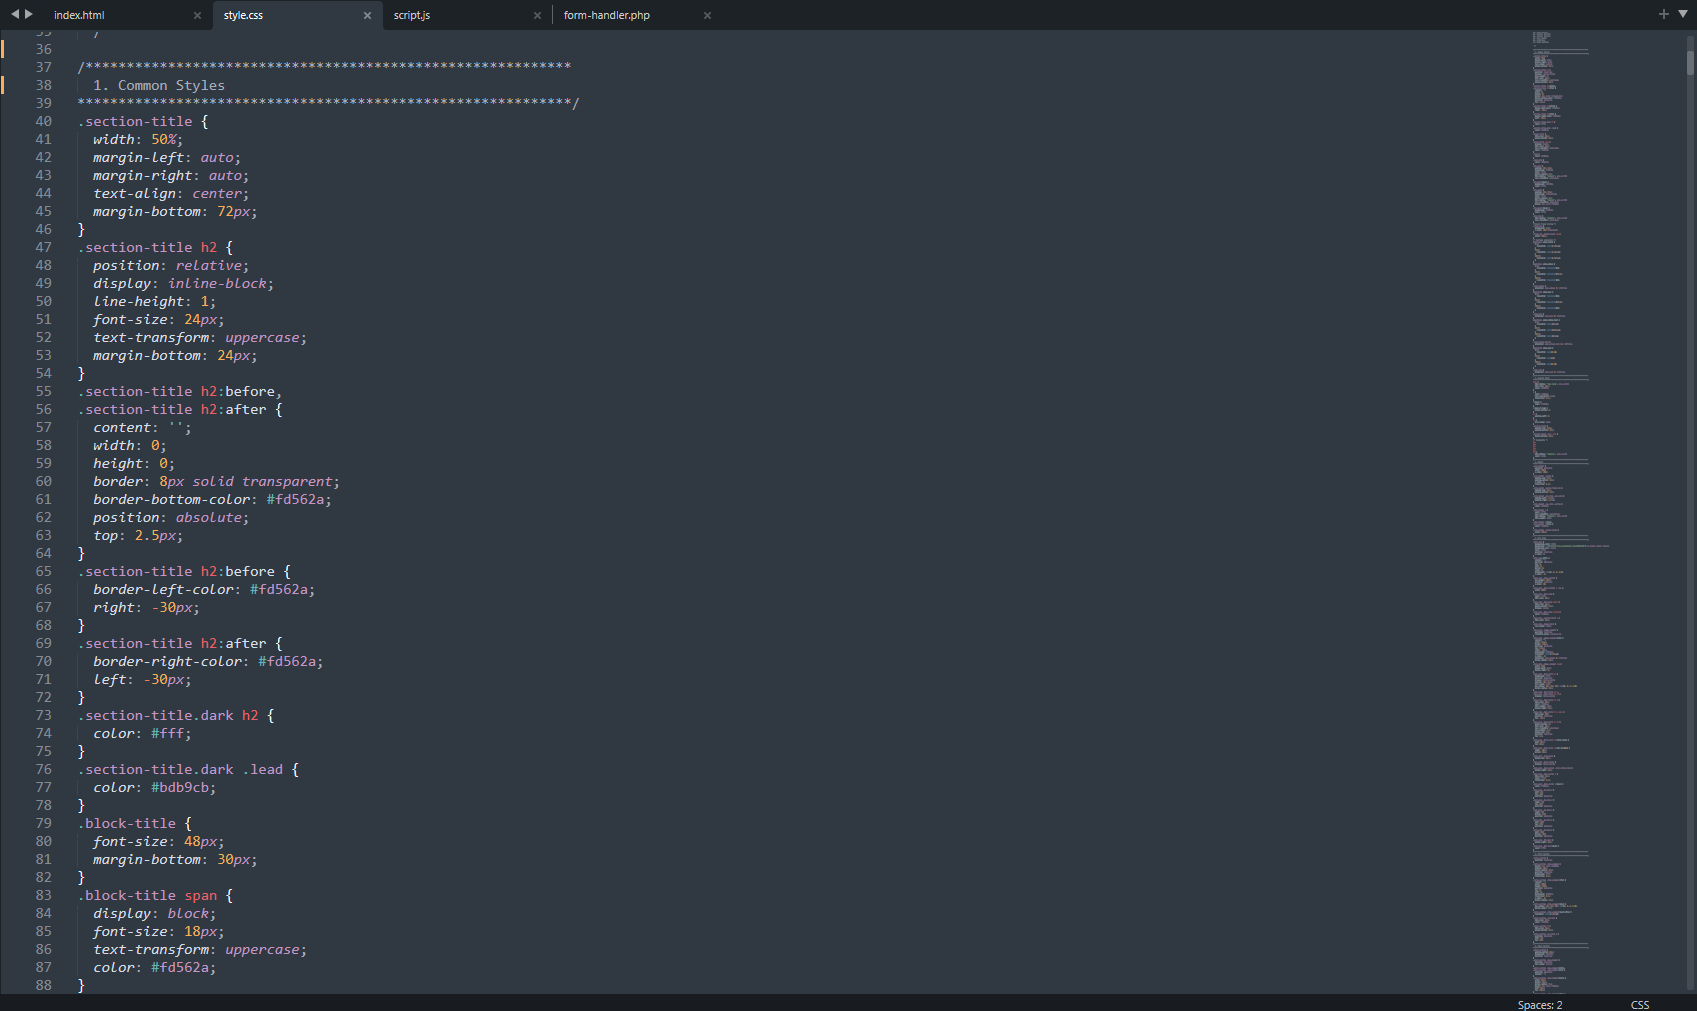 index.html
style.css
script.js
form-handler.php
35 /
36
37 /***********************************************************
38 1. Common Styles
39 ************************************************************/
40 .section-title {
41 width: 50%;
42 margin-left: auto;
43 margin-right: auto;
44 text-align: center;
45 margin-bottom: 72px;
46 }
47 .section-title h2 {
48 position: relative;
49 display: inline-block;
50 line-height: 1;
51 font-size: 24px;
52 text-transform: uppercase;
53 margin-bottom: 24px;
54 }
55 .section-title h2:before,
56 .section-title h2:after {
57 content: '';
58 width: 0;
59 height: 0;
60 border: 8px solid transparent;
61 border-bottom-color: #fd562a;
62 position: absolute;
63 top: 2.5px;
64 }
65 .section-title h2:before {
66 border-left-color: #fd562a;
67 right: -30px;
68 }
69 .section-title h2:after {
70 border-right-color: #fd562a;
71 left: -30px;
72 }
73 .section-title.dark h2 {
74 color: #fff;
75 }
76 .section-title.dark .lead {
77 color: #bdb9cb;
78 }
79 .block-title {
80 font-size: 48px;
81 margin-bottom: 30px;
82 }
83 .block-title span {
84 display: block;
85 font-size: 18px;
86 text-transform: uppercase;
87 color: #fd562a;
88 }
Spaces: 2
CSS